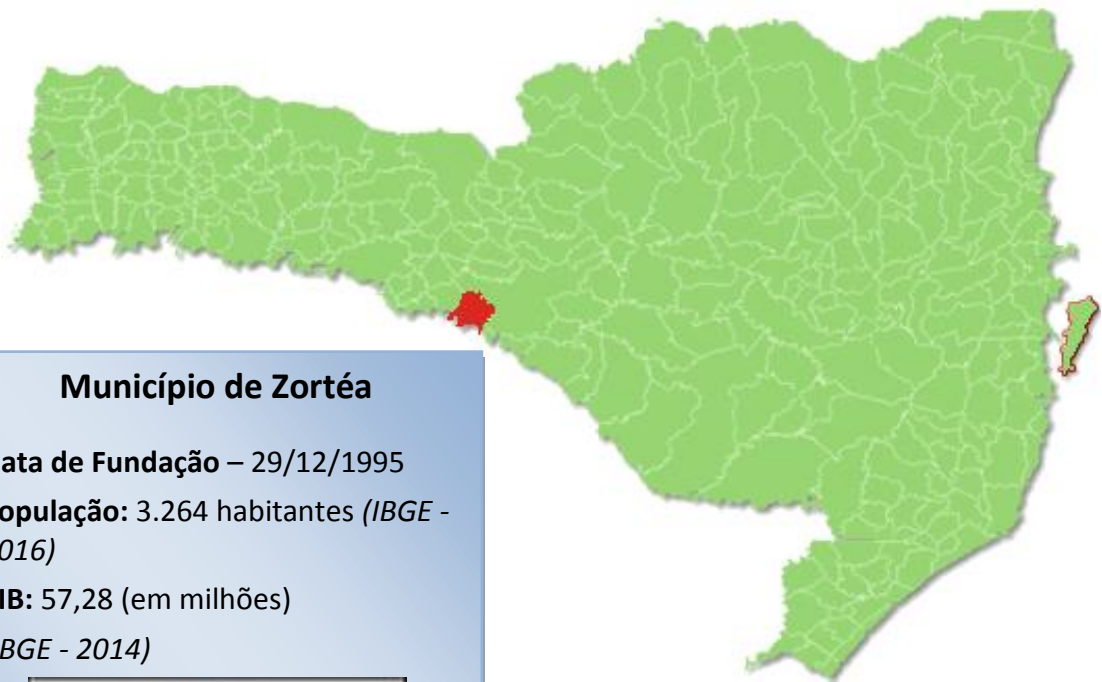 Município de Zortéa
ata de Fundação – 29/12/1995
opulação: 3.264 habitantes (IBGE -
016)
IB: 57,28 (em milhões)
BGE - 2014)